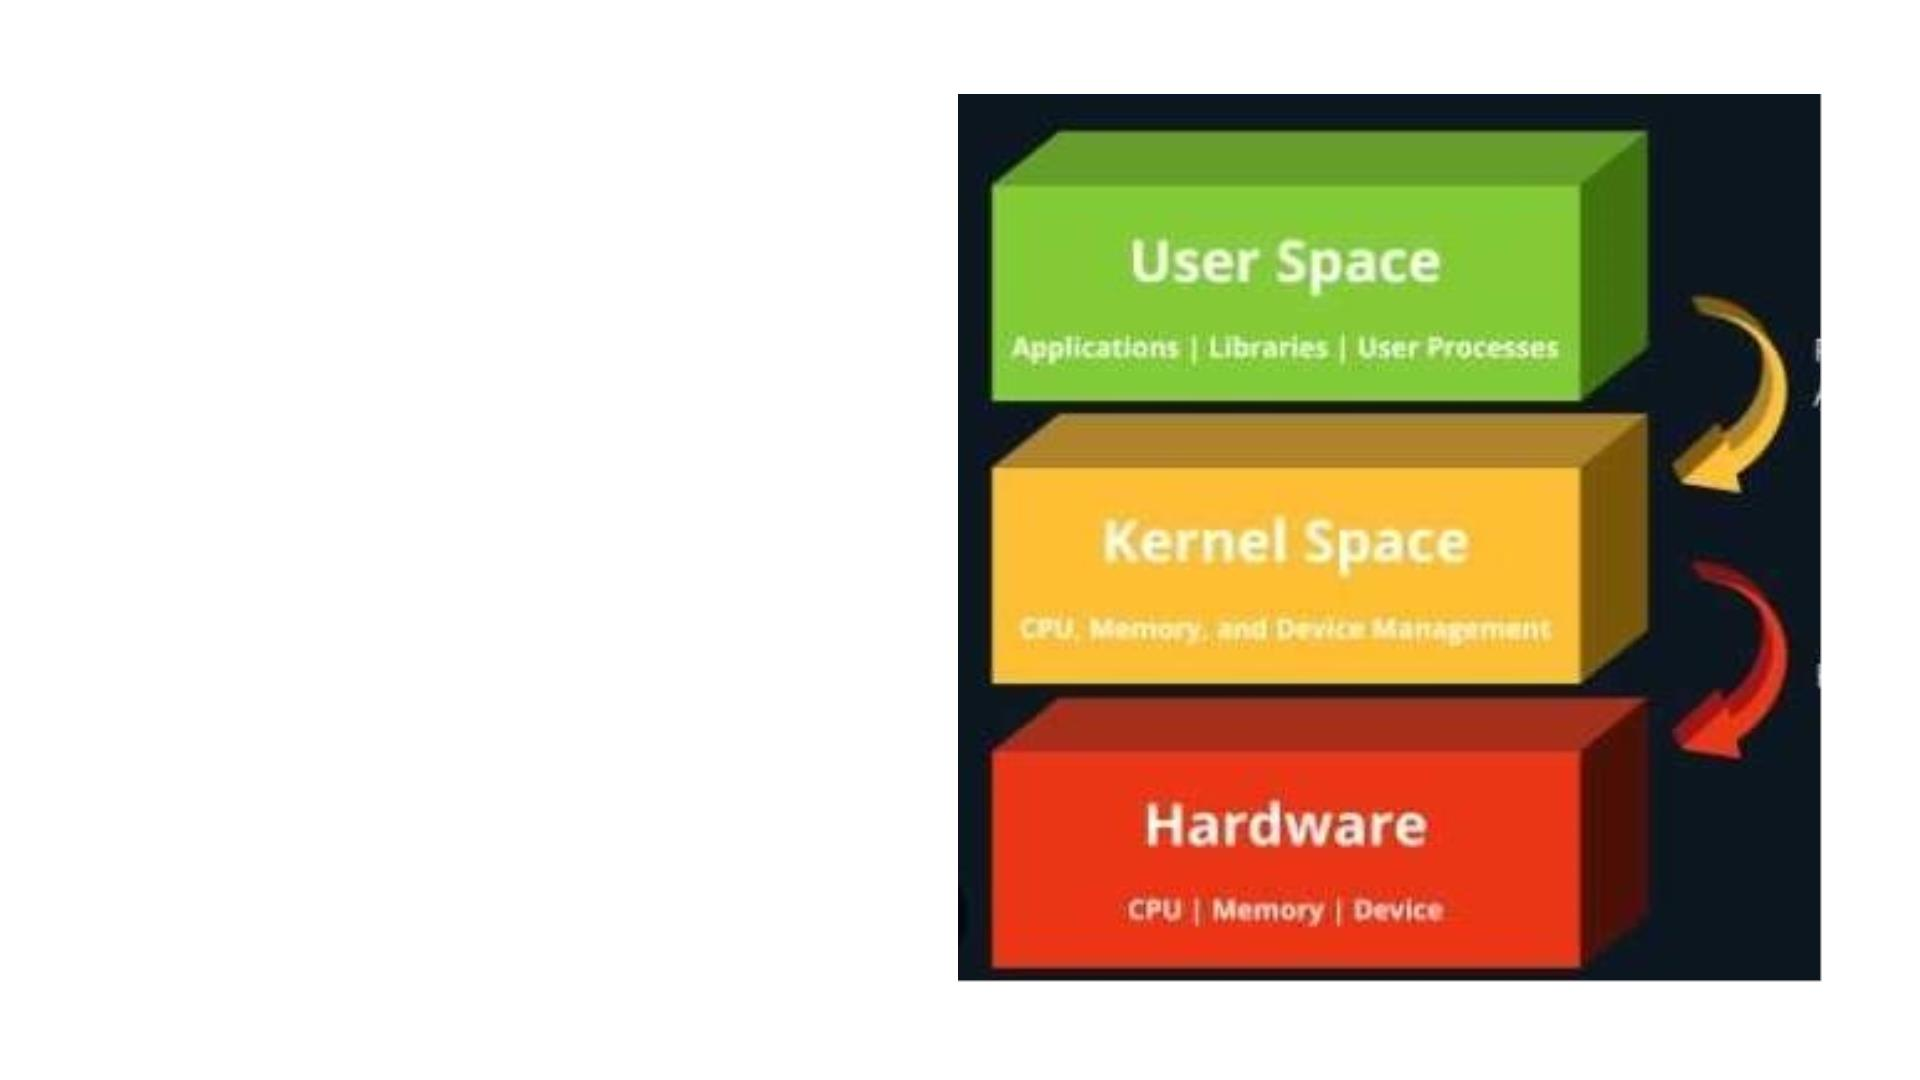 User Space
Applications | Libraries | User Processes
Kernel Space
CPU, Memory, and Device Management
Hardware
CPU | Memory | Device